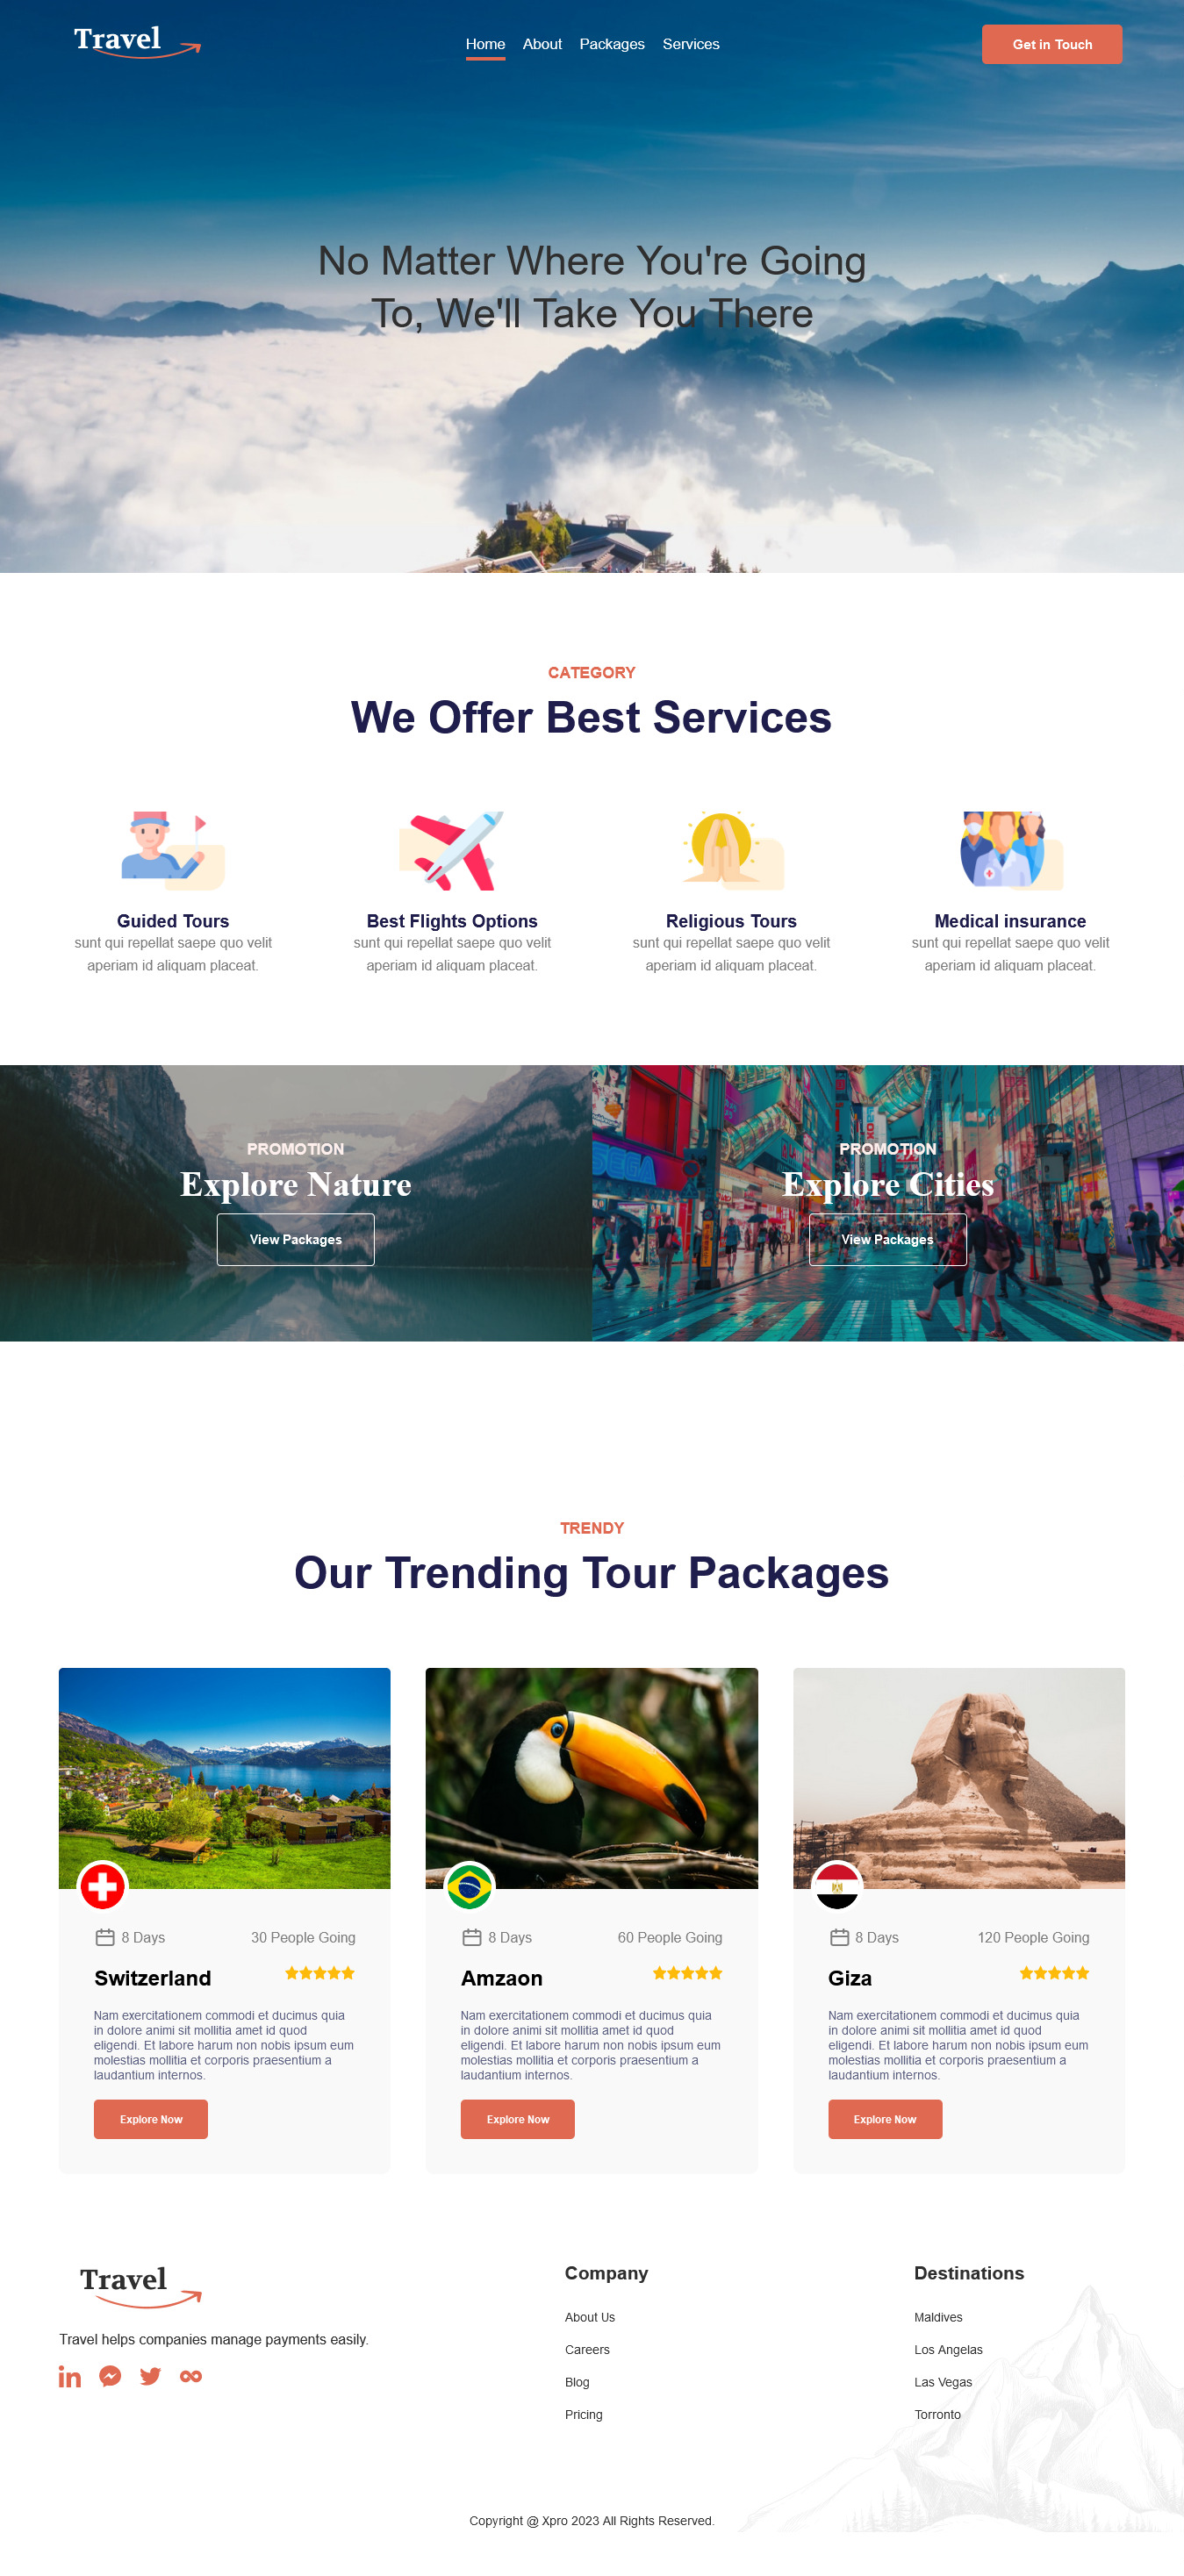 Travel
Home About Packages Services
Get in Touch
No Matter Where You're Going
To, We'll Take You There
CATEGORY
We Offer Best Services
Guided Tours
sunt qui repellat saepe quo velit
aperiam id aliquam placeat.
Best Flights Options
sunt qui repellat saepe quo velit
aperiam id aliquam placeat.
Religious Tours
sunt qui repellat saepe quo velit
aperiam id aliquam placeat.
Medical insurance
sunt qui repellat saepe quo velit
aperiam id aliquam placeat.
PROMOTION
Explore Nature
View Packages
SEGA
PROMOTION
Explore Cities
View Packages
TRENDY
Our Trending Tour Packages
8 Days
30 People Going
Switzerland
Nam exercitationem commodi et ducimus quia
in dolore animi sit mollitia amet id quod
eligendi. Et labore harum non nobis ipsum eum
molestias mollitia et corporis praesentium a
laudantium internos.
Explore Now
8 Days
60 People Going
Amzaon
Nam exercitationem commodi et ducimus quia
in dolore animi sit mollitia amet id quod
eligendi. Et labore harum non nobis ipsum eum
molestias mollitia et corporis praesentium a
laudantium internos.
Explore Now
8 Days
120 People Going
Giza
Nam exercitationem commodi et ducimus quia
in dolore animi sit mollitia amet id quod
eligendi. Et labore harum non nobis ipsum eum
molestias mollitia et corporis praesentium a
laudantium internos.
Explore Now
Travel
Travel helps companies manage payments easily.
in
Company
About Us
Careers
Blog
Pricing
Destinations
Maldives
Los Angelas
Las Vegas
Torronto
Copyright @ Xpro 2023 All Rights Reserved.